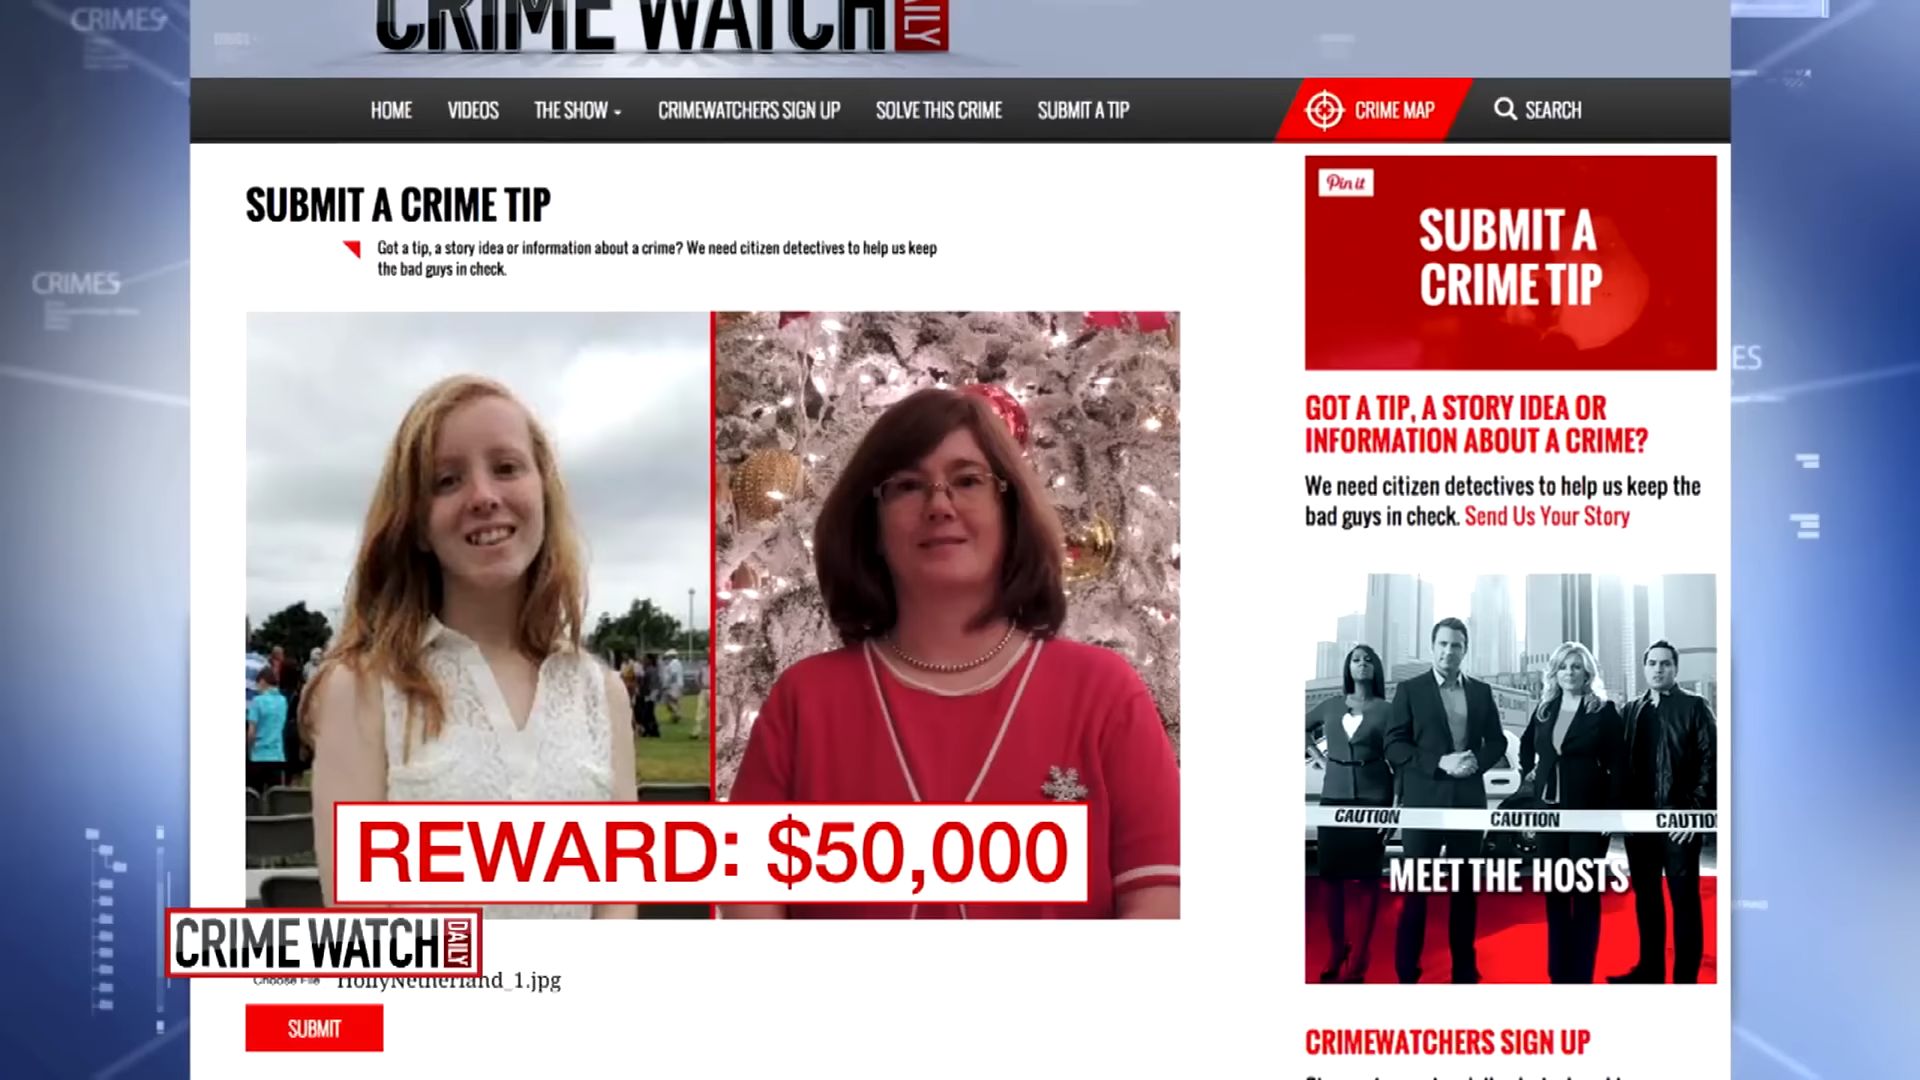 CRIMES
CRIME WATCH DAILY
HOME VIDEOS THE SHOW CRIMEWATCHERS SIGN UP SOLVE THIS CRIME SUBMIT A TIP CRIME MAP SEARCH
SUBMIT A CRIME TIP
Got a tip, a story idea or information about a crime? We need citizen detectives to help us keep
the bad guys in check.
REWARD: $50,000
CRIME WATCH DAILY
Choose File HollyNetherland_1.jpg
SUBMIT
Pin it
SUBMIT A
CRIME TIP
GOT A TIP, A STORY IDEA OR
INFORMATION ABOUT A CRIME?
We need citizen detectives to help us keep the
bad guys in check. Send Us Your Story
BUILDING
CAUTION CAUTION CAUTIO
MEET THE HOSTS
CRIMEWATCHERS SIGN UP
CRIMES
ES